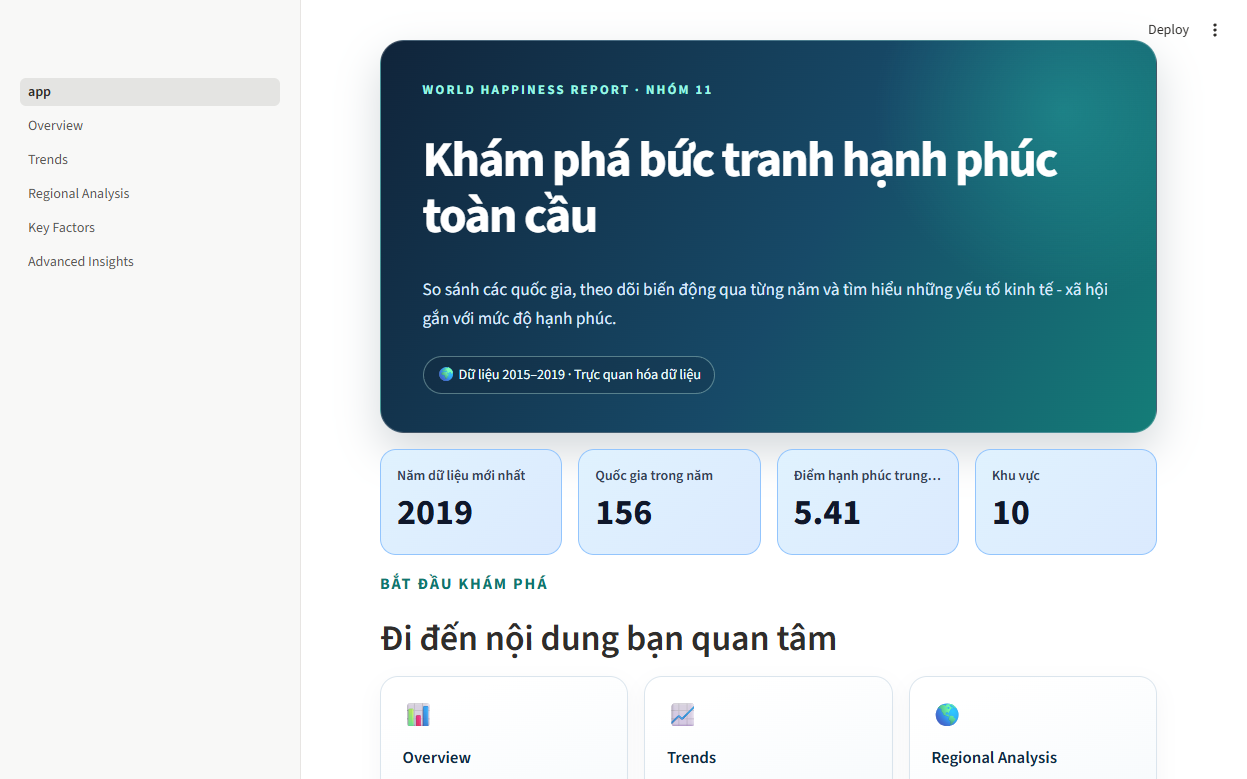 Deploy
app
Overview
Trends
Regional Analysis
Key Factors
Advanced Insights
WORLD HAPPINESS REPORT · NHÓM 11
Khám phá bức tranh hạnh phúc
toàn cầu
So sánh các quốc gia, theo dõi biến động qua từng năm và tìm hiểu những yếu tố kinh tế - xã hội
gắn với mức độ hạnh phúc.
Dữ liệu 2015–2019 · Trực quan hóa dữ liệu
Năm dữ liệu mới nhất
2019
Quốc gia trong năm
156
Điểm hạnh phúc trung...
5.41
Khu vực
10
BẮT ĐẦU KHÁM PHÁ
Đi đến nội dung bạn quan tâm
Overview
Trends
Regional Analysis